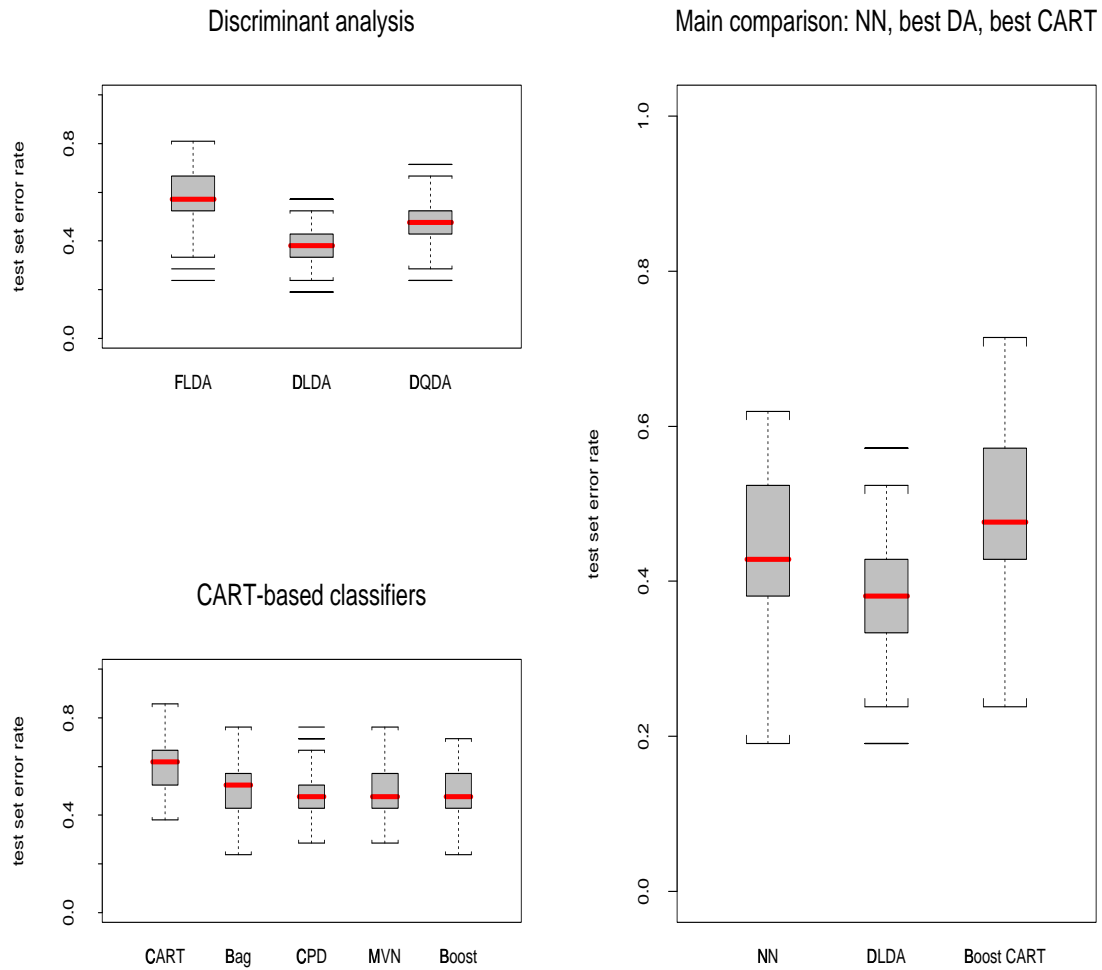 Discriminant analysis
test set error rate
0.8
0.4
0.0
FLDA DLDA DQDA
CART-based classifiers
test set error rate
0.8
0.4
0.0
CART Bag CPD MVN Boost
Main comparison: NN, best DA, best CART
test set error rate
1.0
0.8
0.6
0.4
0.2
0.0
NN DLDA Boost CART